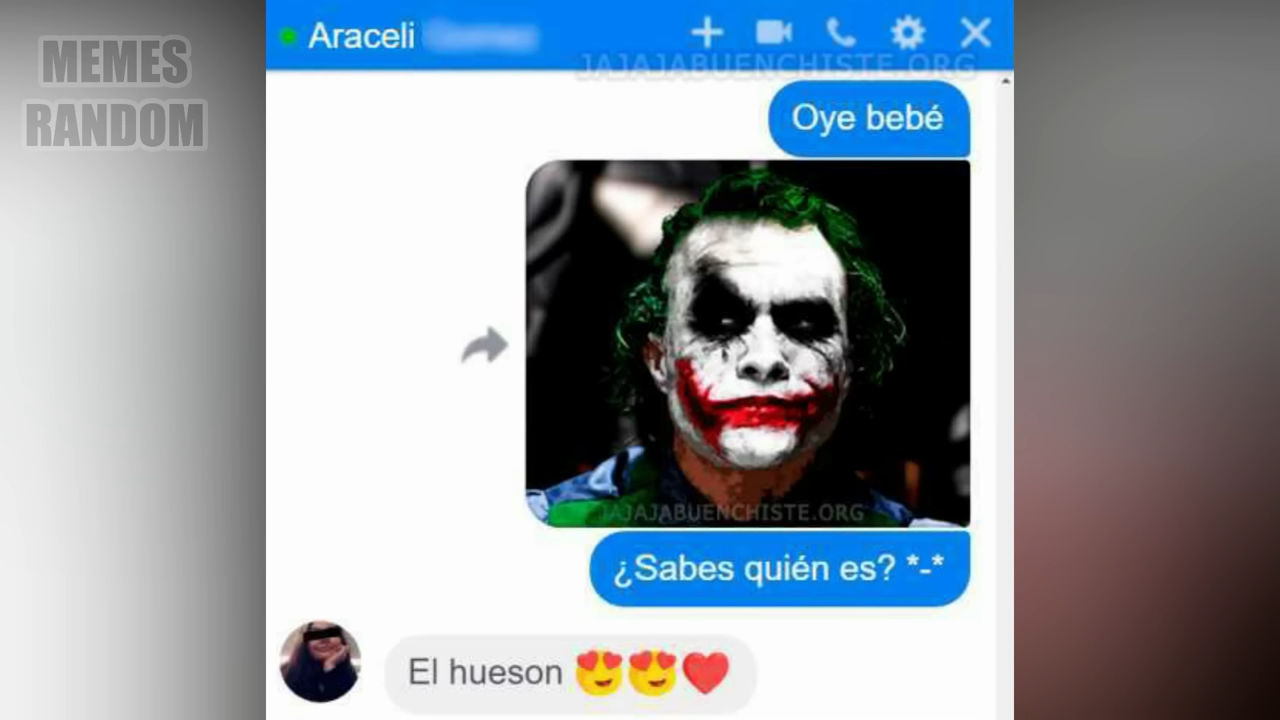 MEMES
RANDOM
Araceli
JAJAJABUENCHISTE.ORG
Oye bebé
JAJAJABUENCHISTE.ORG
¿Sabes quién es? *-*
El hueson 😍😍❤️